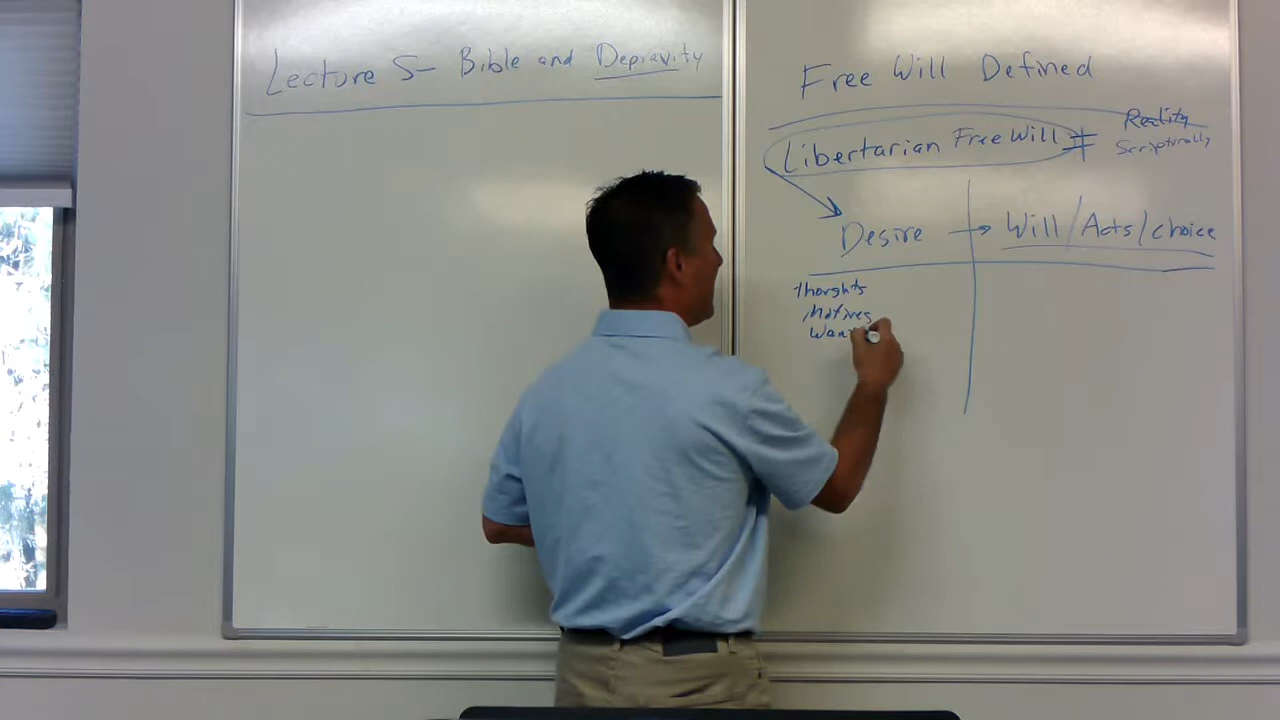 Lecture 5- Bible and Depravity
Free Will Defined
Libertarian Free Will ≠ Reality
Scripturally
Desire → Will/Acts/choice
Thoughts
Motives
Wan